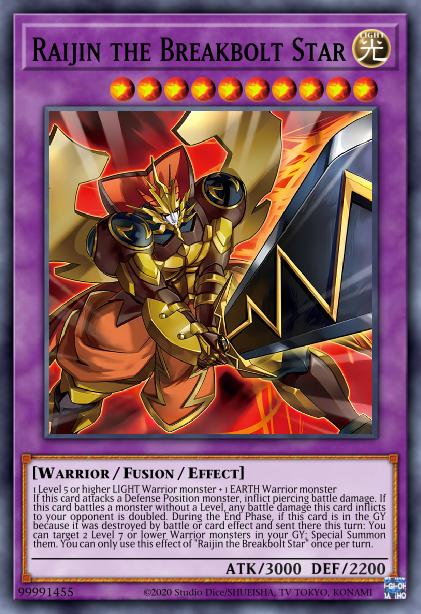 Raijin the Breakbolt Star
LIGHT
光
[Warrior / Fusion / Effect]
1 Level 5 or higher LIGHT Warrior monster + 1 EARTH Warrior monster
If this card attacks a Defense Position monster, inflict piercing battle damage. If
this card battles a monster without a Level, any battle damage this card inflicts
to your opponent is doubled. During the End Phase, if this card is in the GY
because it was destroyed by battle or card effect and sent there this turn: You
can target 2 Level 7 or lower Warrior monsters in your GY; Special Summon
them. You can only use this effect of "Raijin the Breakbolt Star" once per turn.
ATK/3000 DEF/2200
99991455 ©2020 Studio Dice/SHUEISHA, TV TOKYO, KONAMI